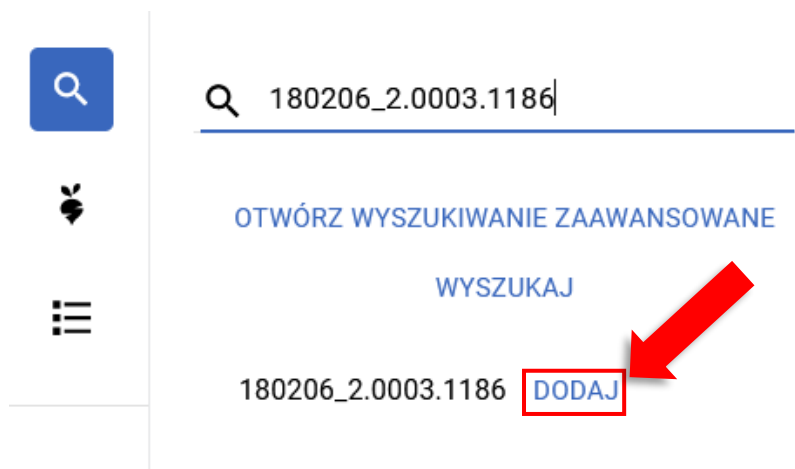 180206_2.0003.1186
OTWÓRZ WYSZUKIWANIE ZAAWANSOWANE
WYSZUKAJ
180206_2.0003.1186 DODAJ